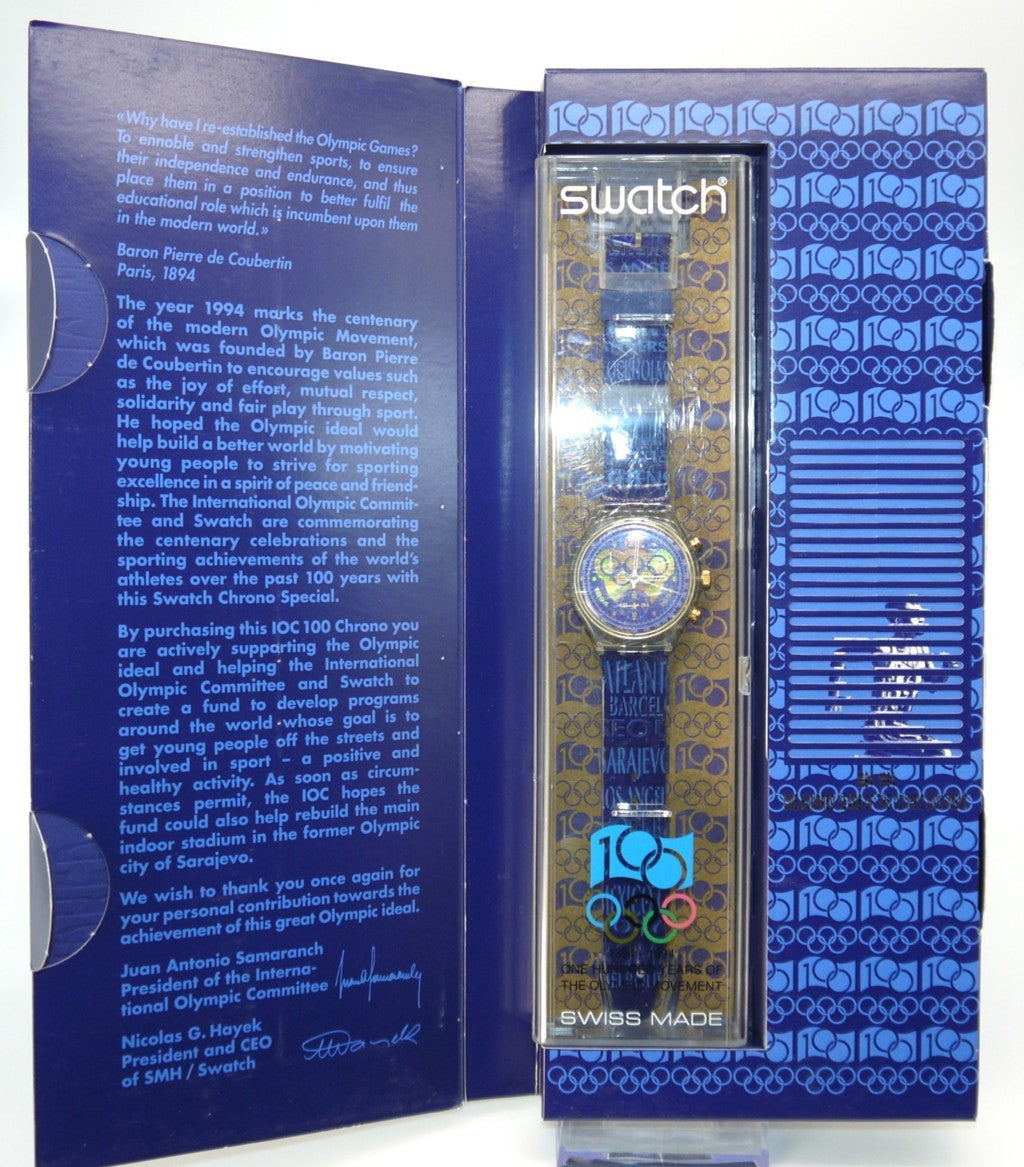 «Why have I re-established the Olympic Games?
To ennoble and strengthen sports, to ensure
their independence and endurance, and thus
place them in a position to better fulfil the
educational role which is incumbent upon them
in the modern world.»
Baron Pierre de Coubertin
Paris, 1894
The year 1994 marks the centenary
of the modern Olympic Movement,
which was founded by Baron Pierre
de Coubertin to encourage values such
as the joy of effort, mutual respect,
solidarity and fair play through sport.
He hoped the Olympic ideal would
help build a better world by motivating
young people to strive for sporting
excellence in a spirit of peace and friend-
ship. The International Olympic Commit-
tee and Swatch are commemorating
the centenary celebrations and the
sporting achievements of the world's
athletes over the past 100 years with
this Swatch Chrono Special.
By purchasing this IOC 100 Chrono you
are actively supporting the Olympic
ideal and helping the International
Olympic Committee and Swatch to
create a fund to develop programs
around the world whose goal is to
get young people off the streets and
involved in sport – a positive and
healthy activity. As soon as circum-
stances permit, the IOC hopes the
fund could also help rebuild the main
indoor stadium in the former Olympic
city of Sarajevo.
We wish to thank you once again for
your personal contribution towards the
achievement of this great Olympic ideal.
Juan Antonio Samaranch
President of the Interna-
tional Olympic Committee
Nicolas G. Hayek
President and CEO
of SMH / Swatch
swatch®
ATLANT
BARCEL
SARAJEVO
LOS ANGEL
100
ONE HUNDRED YEARS OF
THE OLYMPIC MOVEMENT
SWISS MADE